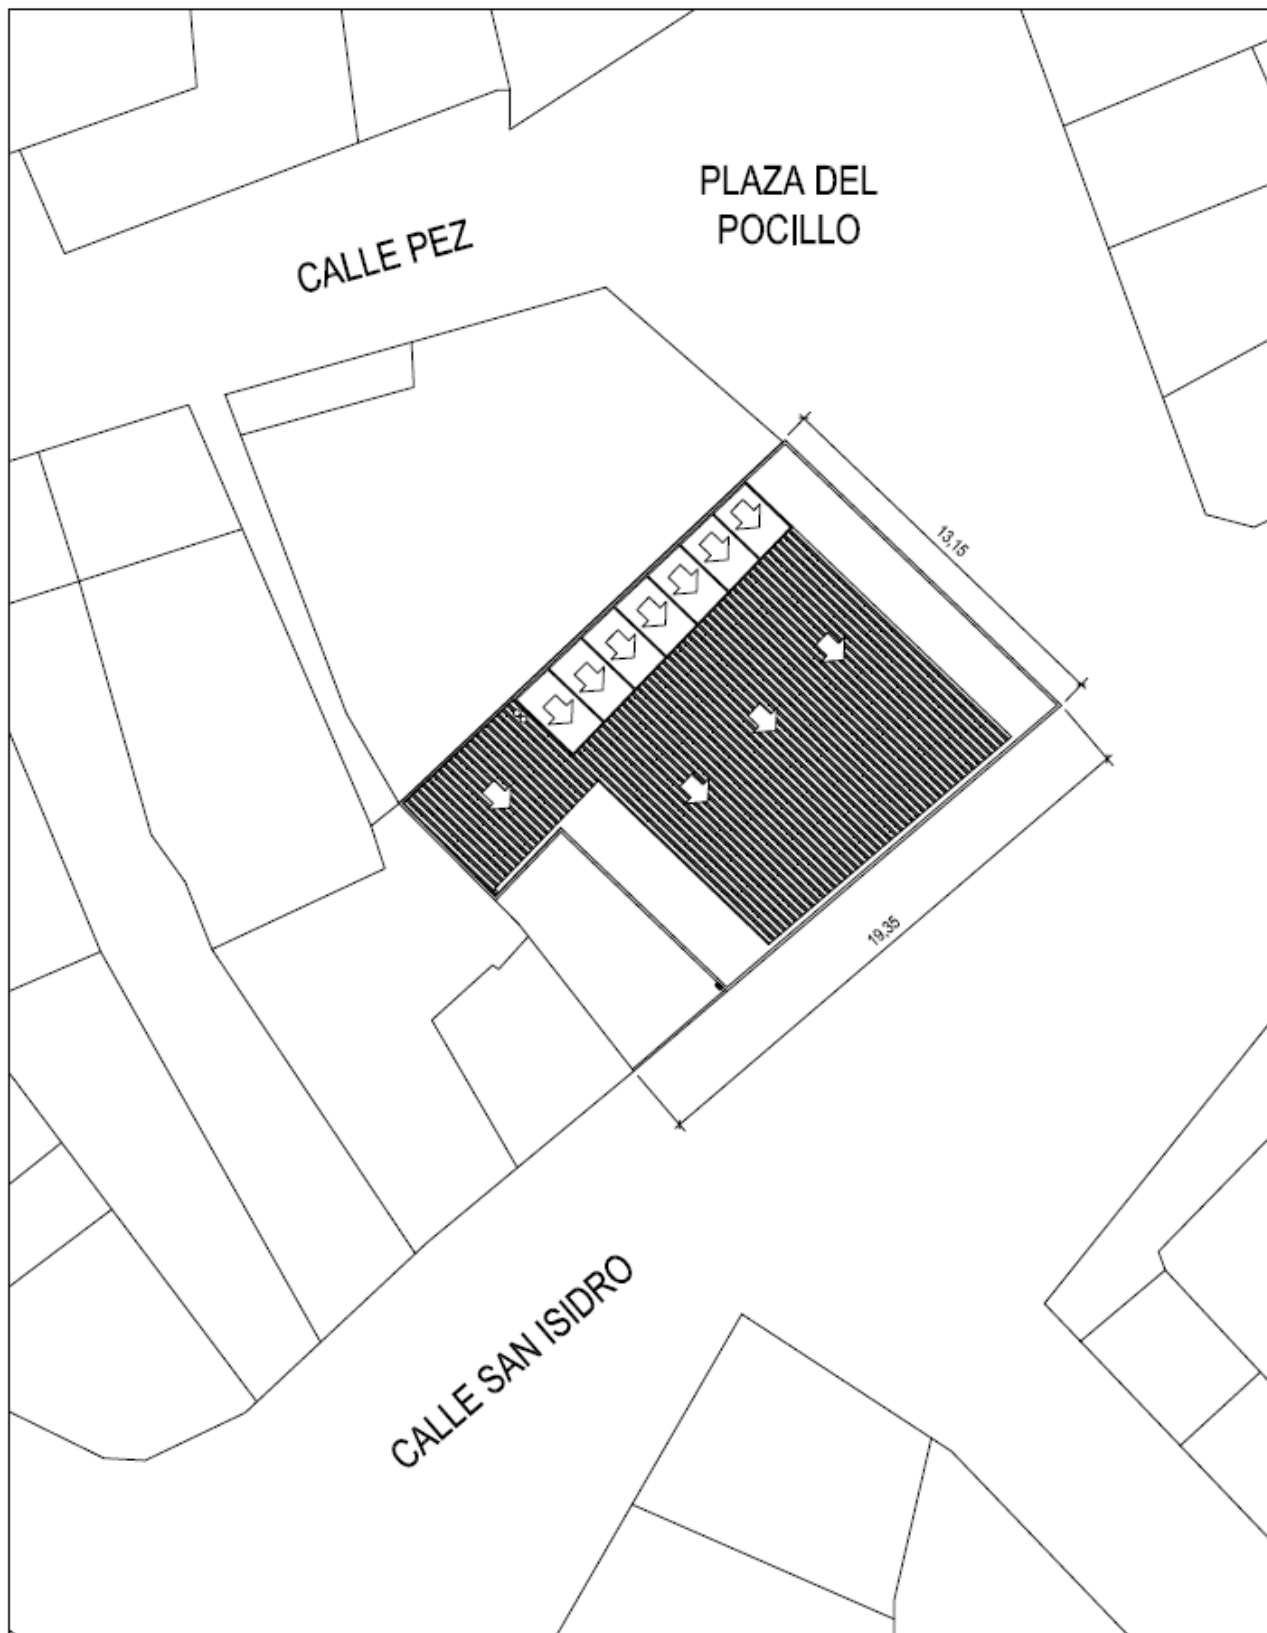 PLAZA DEL
POCILLO
CALLE PEZ
13,15
19,35
CALLE SAN ISIDRO